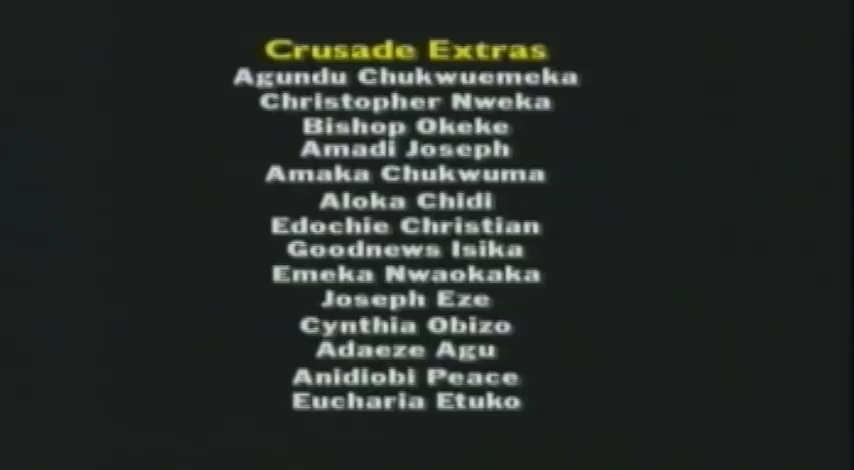 Crusade Extras
Agundu Chukwuemeka
Christopher Nweka
Bishop Okeke
Amadi Joseph
Amaka Chukwuma
Aloka Chidi
Edochie Christian
Goodnews Isika
Emeka Nwaokaka
Joseph Eze
Cynthia Obizo
Adaeze Agu
Anidiobi Peace
Eucharia Etuko